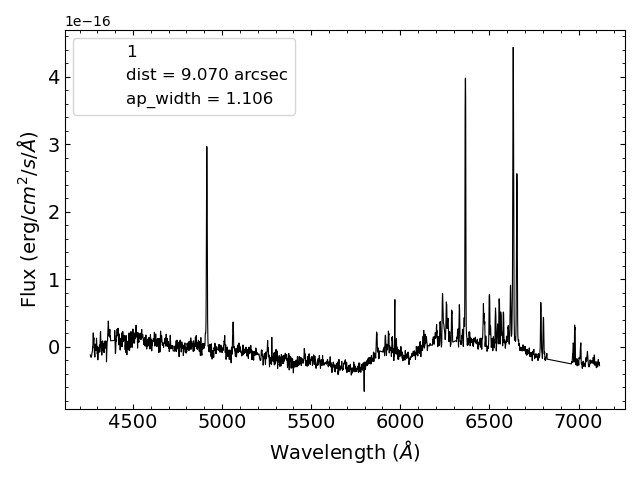 1e−16
1
dist = 9.070 arcsec
ap_width = 1.106
4
3
2
1
0
Flux (erg/cm²/s/Å)
4500 5000 5500 6000 6500 7000
Wavelength (Å)